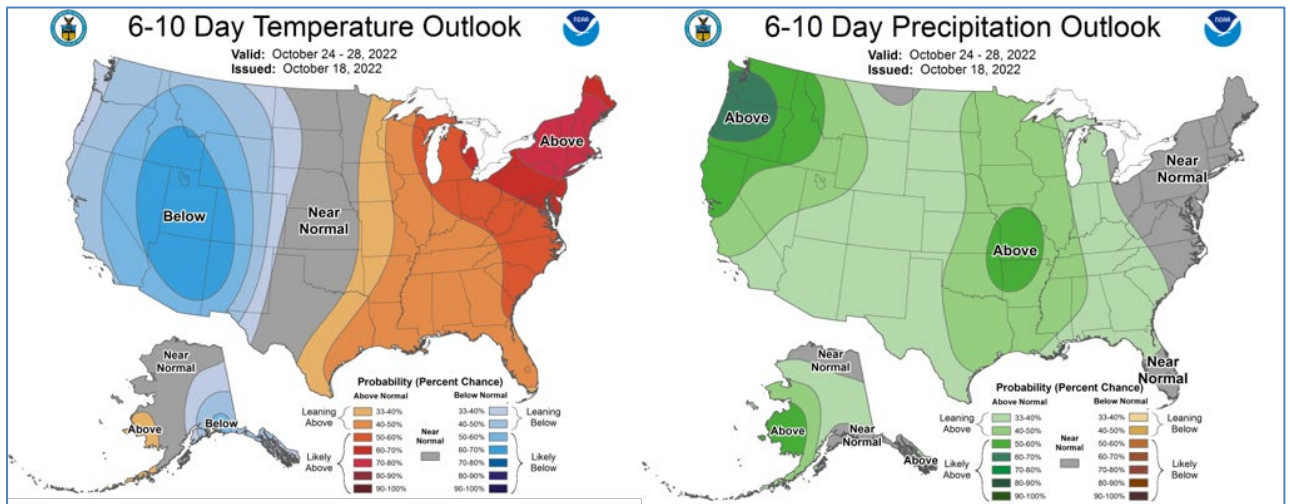 6-10 Day Temperature Outlook
Valid: October 24 - 28, 2022
Issued: October 18, 2022
Below
Near
Normal
Above
Near
Normal
Above
Below
Probability (Percent Chance)
Above Normal
Below Normal
Leaning
Above
Likely
Above
33-40%
40-50%
50-60%
60-70%
70-80%
80-90%
90-100%
Near
Normal
33-40%
40-50%
50-60%
60-70%
70-80%
80-90%
90-100%
Leaning
Below
Likely
Below
6-10 Day Precipitation Outlook
Valid: October 24 - 28, 2022
Issued: October 18, 2022
Above
Above
Near
Normal
Near
Normal
Near
Normal
Above
Near
Normal
Above
Probability (Percent Chance)
Above Normal
Below Normal
Leaning
Above
Likely
Above
33-40%
40-50%
50-60%
60-70%
70-80%
80-90%
90-100%
Near
Normal
33-40%
40-50%
50-60%
60-70%
70-80%
80-90%
90-100%
Leaning
Below
Likely
Below